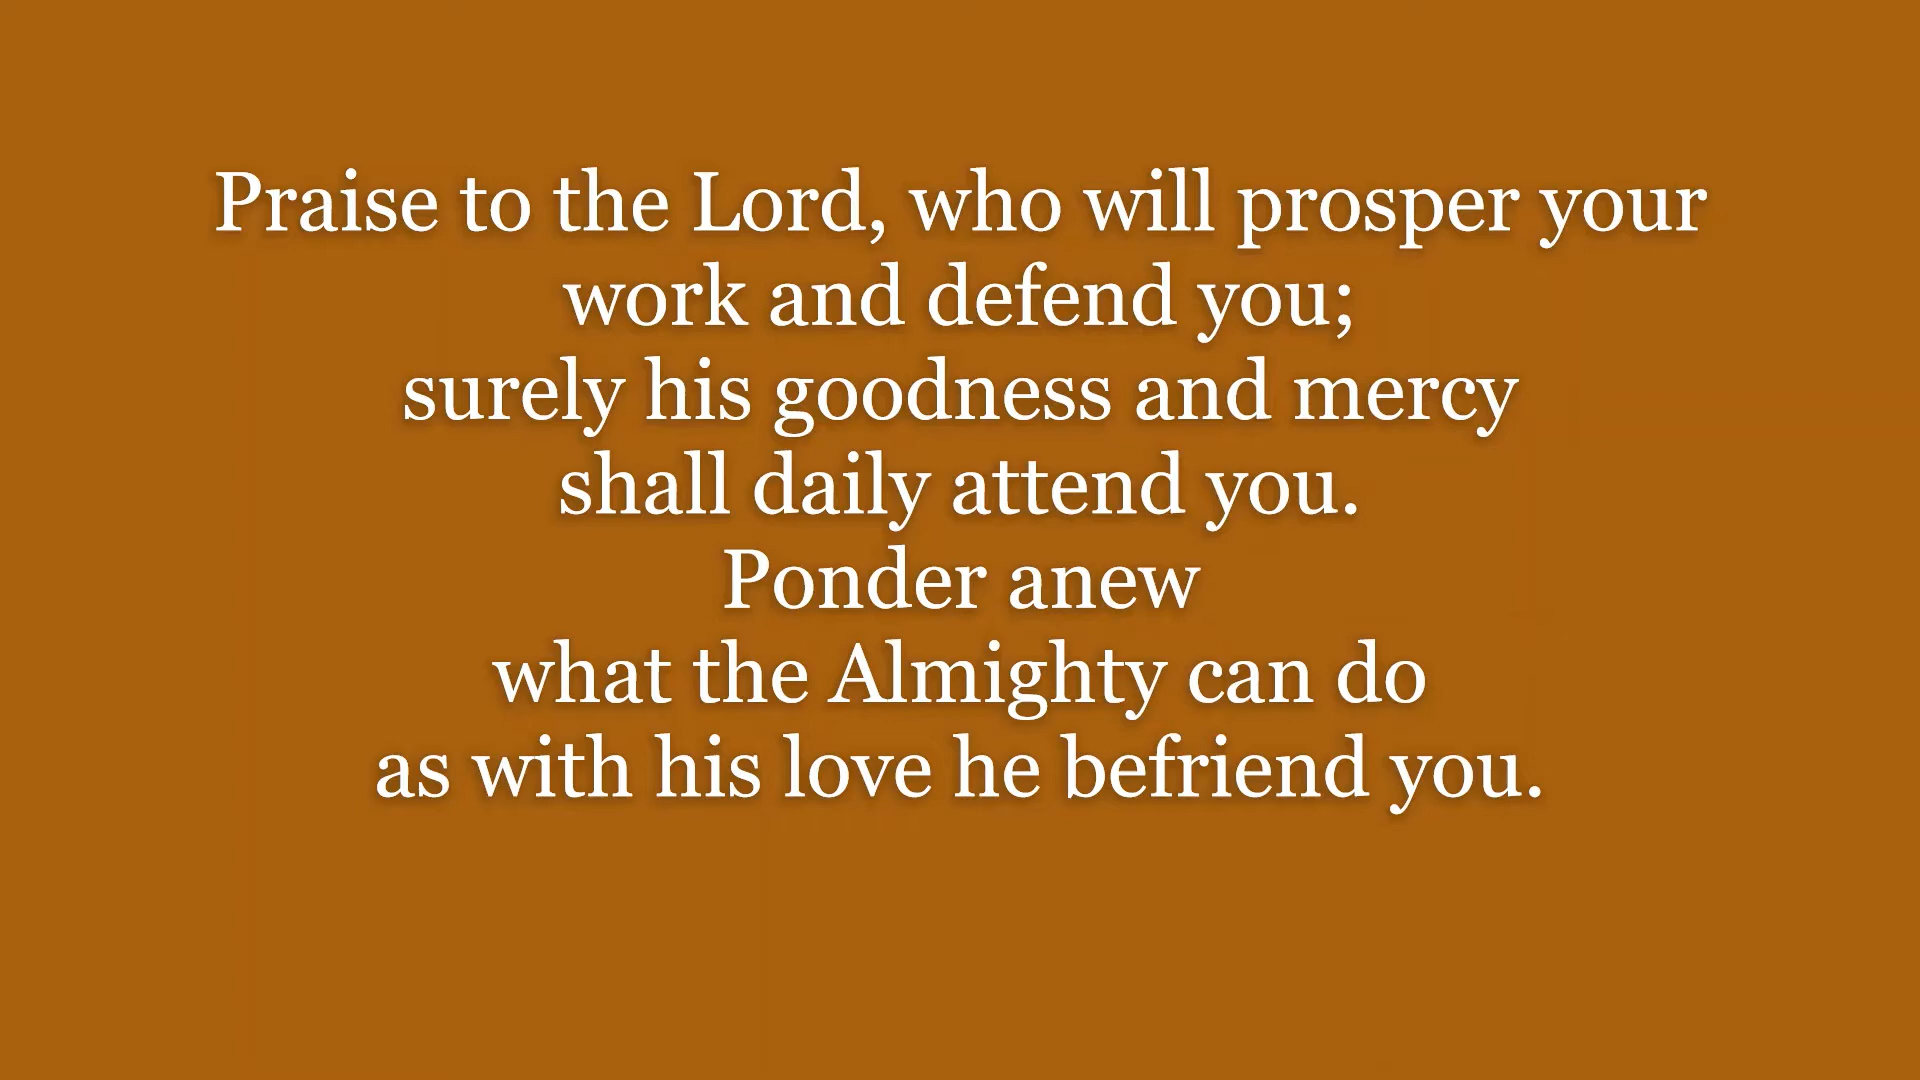 Praise to the Lord, who will prosper your
work and defend you;
surely his goodness and mercy
shall daily attend you.
Ponder anew
what the Almighty can do
as with his love he befriend you.